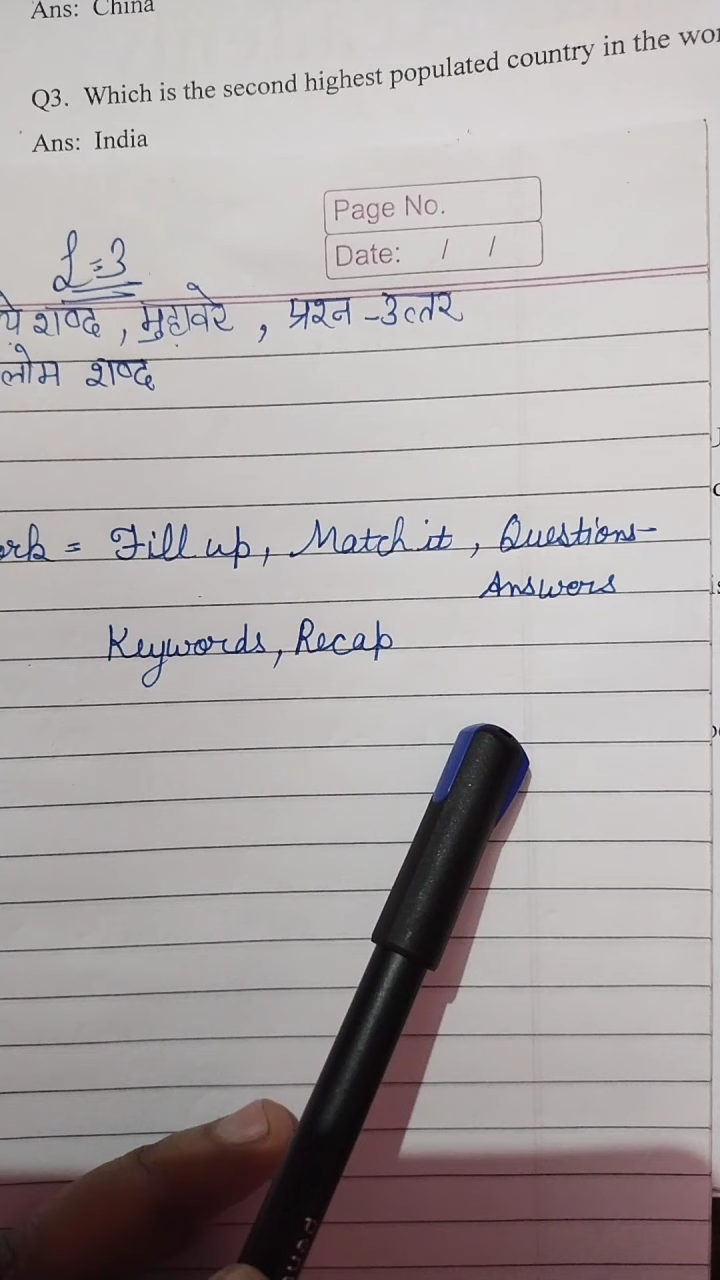 Ans: China
Q3. Which is the second highest populated country in the
Ans: India
Page No.
Date: / /
L=3
शब्द, मुहावरे, प्रश्न-उत्तर
शब्द
= Fill up, Match it, Questions-
Answers
Keywords, Recap